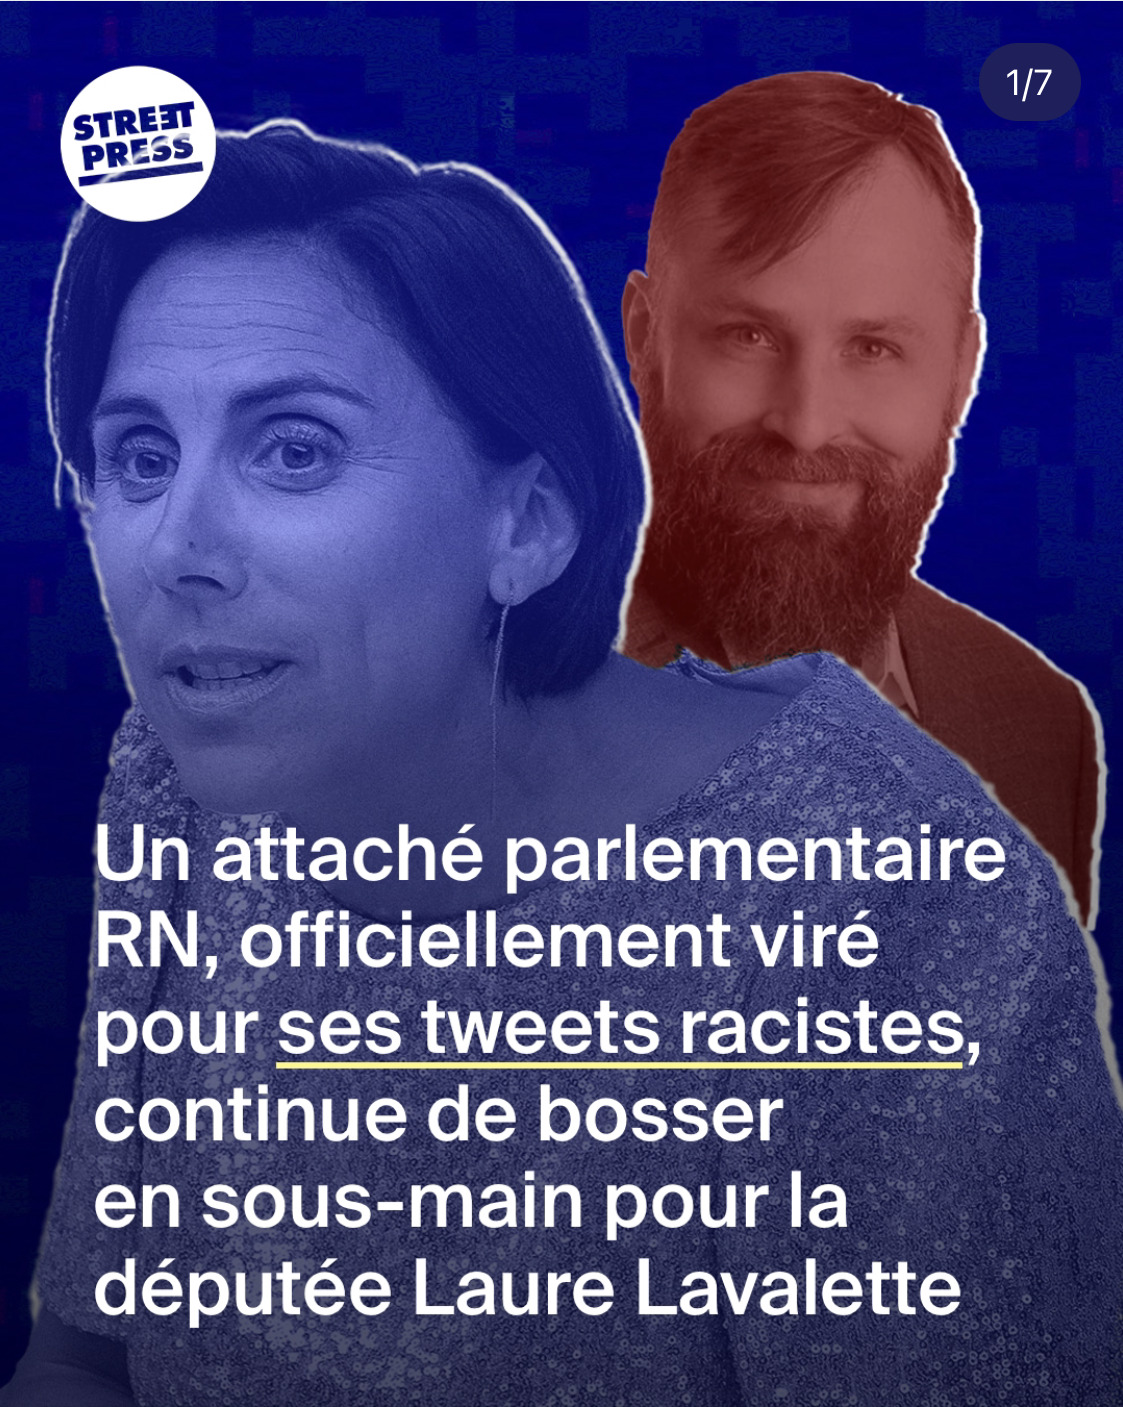 STREET
PRESS
1/7
Un attaché parlementaire
RN, officiellement viré
pour ses tweets racistes,
continue de bosser
en sous-main pour la
députée Laure Lavalette